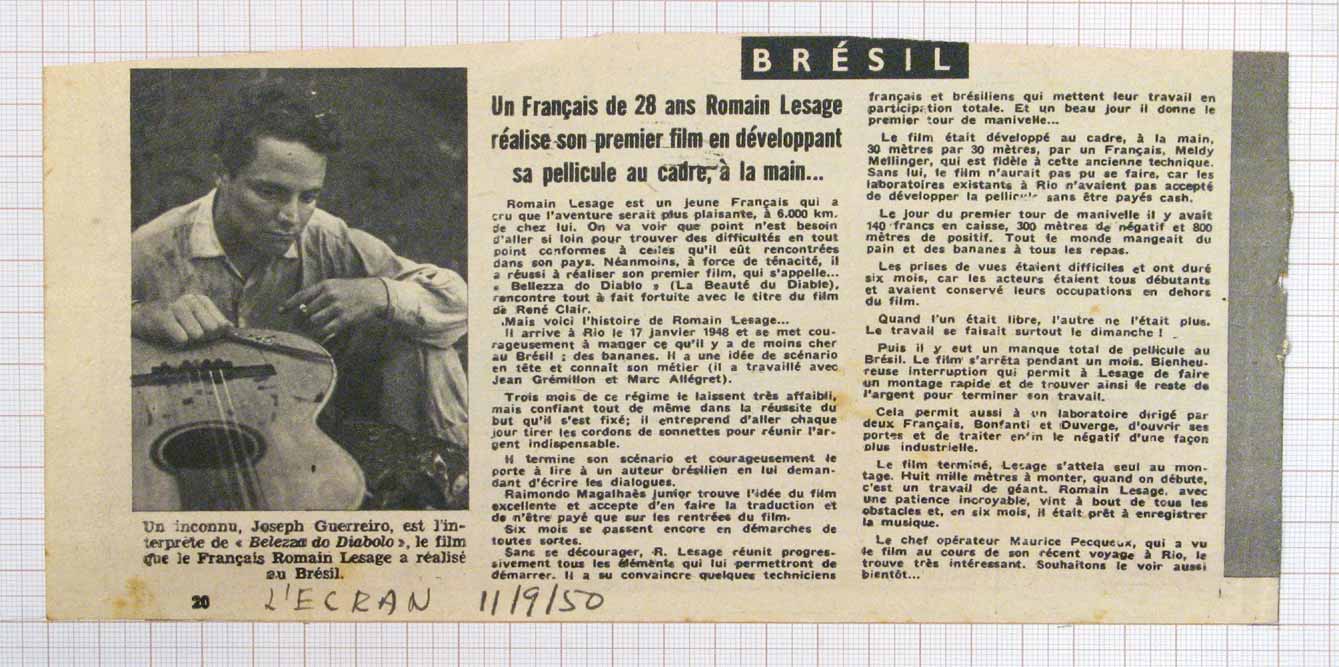 BRÉSIL
Un Français de 28 ans Romain Lesage
réalise son premier film en développant
sa pellicule au cadre, à la main...
Romain Lesage est un jeune Français qui a
cru que l'aventure serait plus plaisante, à 6.000 km.
de chez lui. On va voir que point n'est besoin
d'aller si loin pour trouver des difficultés en tout
point conformes à celles qu'il eût rencontrées
dans son pays. Néanmoins, à force de ténacité, il
a réussi à réaliser son premier film, qui s'appelle...
« Bellezza do Diablo » (La Beauté du Diable),
rencontre tout à fait fortuite avec le titre du film
de René Clair.
Mais voici l'histoire de Romain Lesage...
Il arrive à Rio le 17 janvier 1948 et se met cou-
rageusement à manger ce qu'il y a de moins cher
au Brésil : des bananes. Il a une idée de scénario
en tête et connaît son métier (il a travaillé avec
Jean Grémillon et Marc Allégret).
Trois mois de ce régime le laissent très affaibli,
mais confiant tout de même dans la réussite du
but qu'il s'est fixé; il entreprend d'aller chaque
jour tirer les cordons de sonnettes pour réunir l'ar-
gent indispensable.
Il termine son scénario et courageusement le
porte à lire à un auteur brésilien en lui deman-
dant d'écrire les dialogues.
Raimondo Magalhaès junior trouve l'idée du film
excellente et accepte d'en faire la traduction et
de n'être payé que sur les rentrées du film.
Six mois se passent encore en démarches de
toutes sortes.
Sans se décourager, R. Lesage réunit progres-
sivement tous les éléments qui lui permettront de
démarrer. Il a su convaincre quelques techniciens
français et brésiliens qui mettent leur travail en
participation totale. Et un beau jour il donne le
premier tour de manivelle...
Le film était développé au cadre, à la main,
30 mètres par 30 mètres, par un Français, Meldy
Mellinger, qui est fidèle à cette ancienne technique.
Sans lui, le film n'aurait pas pu se faire, car les
laboratoires existants à Rio n'avaient pas accepté
de développer la pellicule sans être payés cash.
Le jour du premier tour de manivelle il y avait
140 francs en caisse, 300 mètres de négatif et 800
mètres de positif. Tout le monde mangeait du
pain et des bananes à tous les repas.
Les prises de vues étaient difficiles et ont duré
six mois, car les acteurs étaient tous débutants
et avaient conservé leurs occupations en dehors
du film.
Quand l'un était libre, l'autre ne l'était plus.
Le travail se faisait surtout le dimanche !
Puis il y eut un manque total de pellicule au
Brésil. Le film s'arrêta pendant un mois. Bienheu-
reuse interruption qui permit à Lesage de faire
un montage rapide et de trouver ainsi le reste de
l'argent pour terminer son travail.
Cela permit aussi à un laboratoire dirigé par
deux Français, Bonfanti et Duverge, d'ouvrir ses
portes et de traiter enfin le négatif d'une façon
plus industrielle.
Le film terminé, Lesage s'attela seul au mon-
tage. Huit mille mètres à monter, quand on débute,
c'est un travail de géant. Romain Lesage, avec
une patience incroyable, vint à bout de tous les
obstacles et, en six mois, il était prêt à enregistrer
la musique.
Le chef opérateur Maurice Pecqueux, qui a vu
le film au cours de son récent voyage à Rio, le
trouve très intéressant. Souhaitons le voir aussi
bientôt...
Un inconnu, Joseph Guerreiro, est l'in-
terprète de « Belezza do Diabolo », le film
que le Français Romain Lesage a réalisé
au Brésil.
20 L'ECRAN 11/9/50